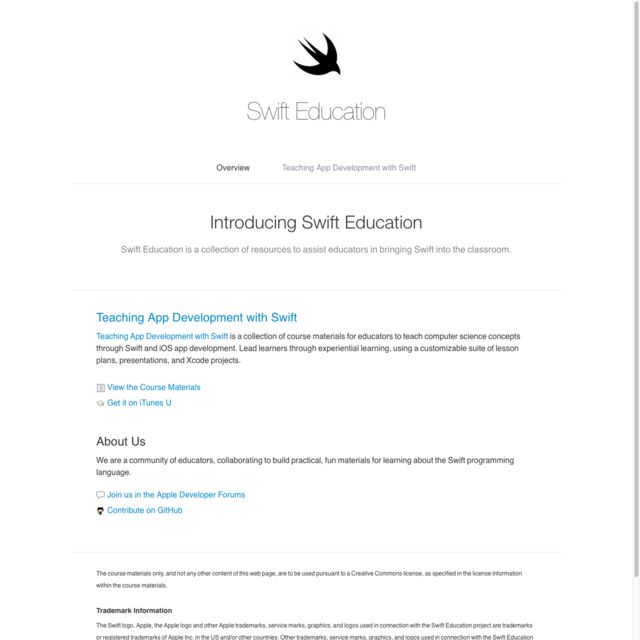 Swift Education
Overview
Teaching App Development with Swift
Introducing Swift Education
Swift Education is a collection of resources to assist educators in bringing Swift into the classroom.
Teaching App Development with Swift
Teaching App Development with Swift is a collection of course materials for educators to teach computer science concepts
through Swift and iOS app development. Lead learners through experiential learning, using a customizable suite of lesson
plans, presentations, and Xcode projects.
View the Course Materials
Get it on iTunes U
About Us
We are a community of educators, collaborating to build practical, fun materials for learning about the Swift programming
language.
Join us in the Apple Developer Forums
Contribute on GitHub
The course materials only, and not any other content of this web page, are to be used pursuant to a Creative Commons license, as specified in the license information
within the course materials.
Trademark Information
The Swift logo, Apple, the Apple logo and other Apple trademarks, service marks, graphics, and logos used in connection with the Swift Education project are trademarks
or registered trademarks of Apple Inc. in the US and/or other countries. Other trademarks, service marks, graphics, and logos used in connection with the Swift Education